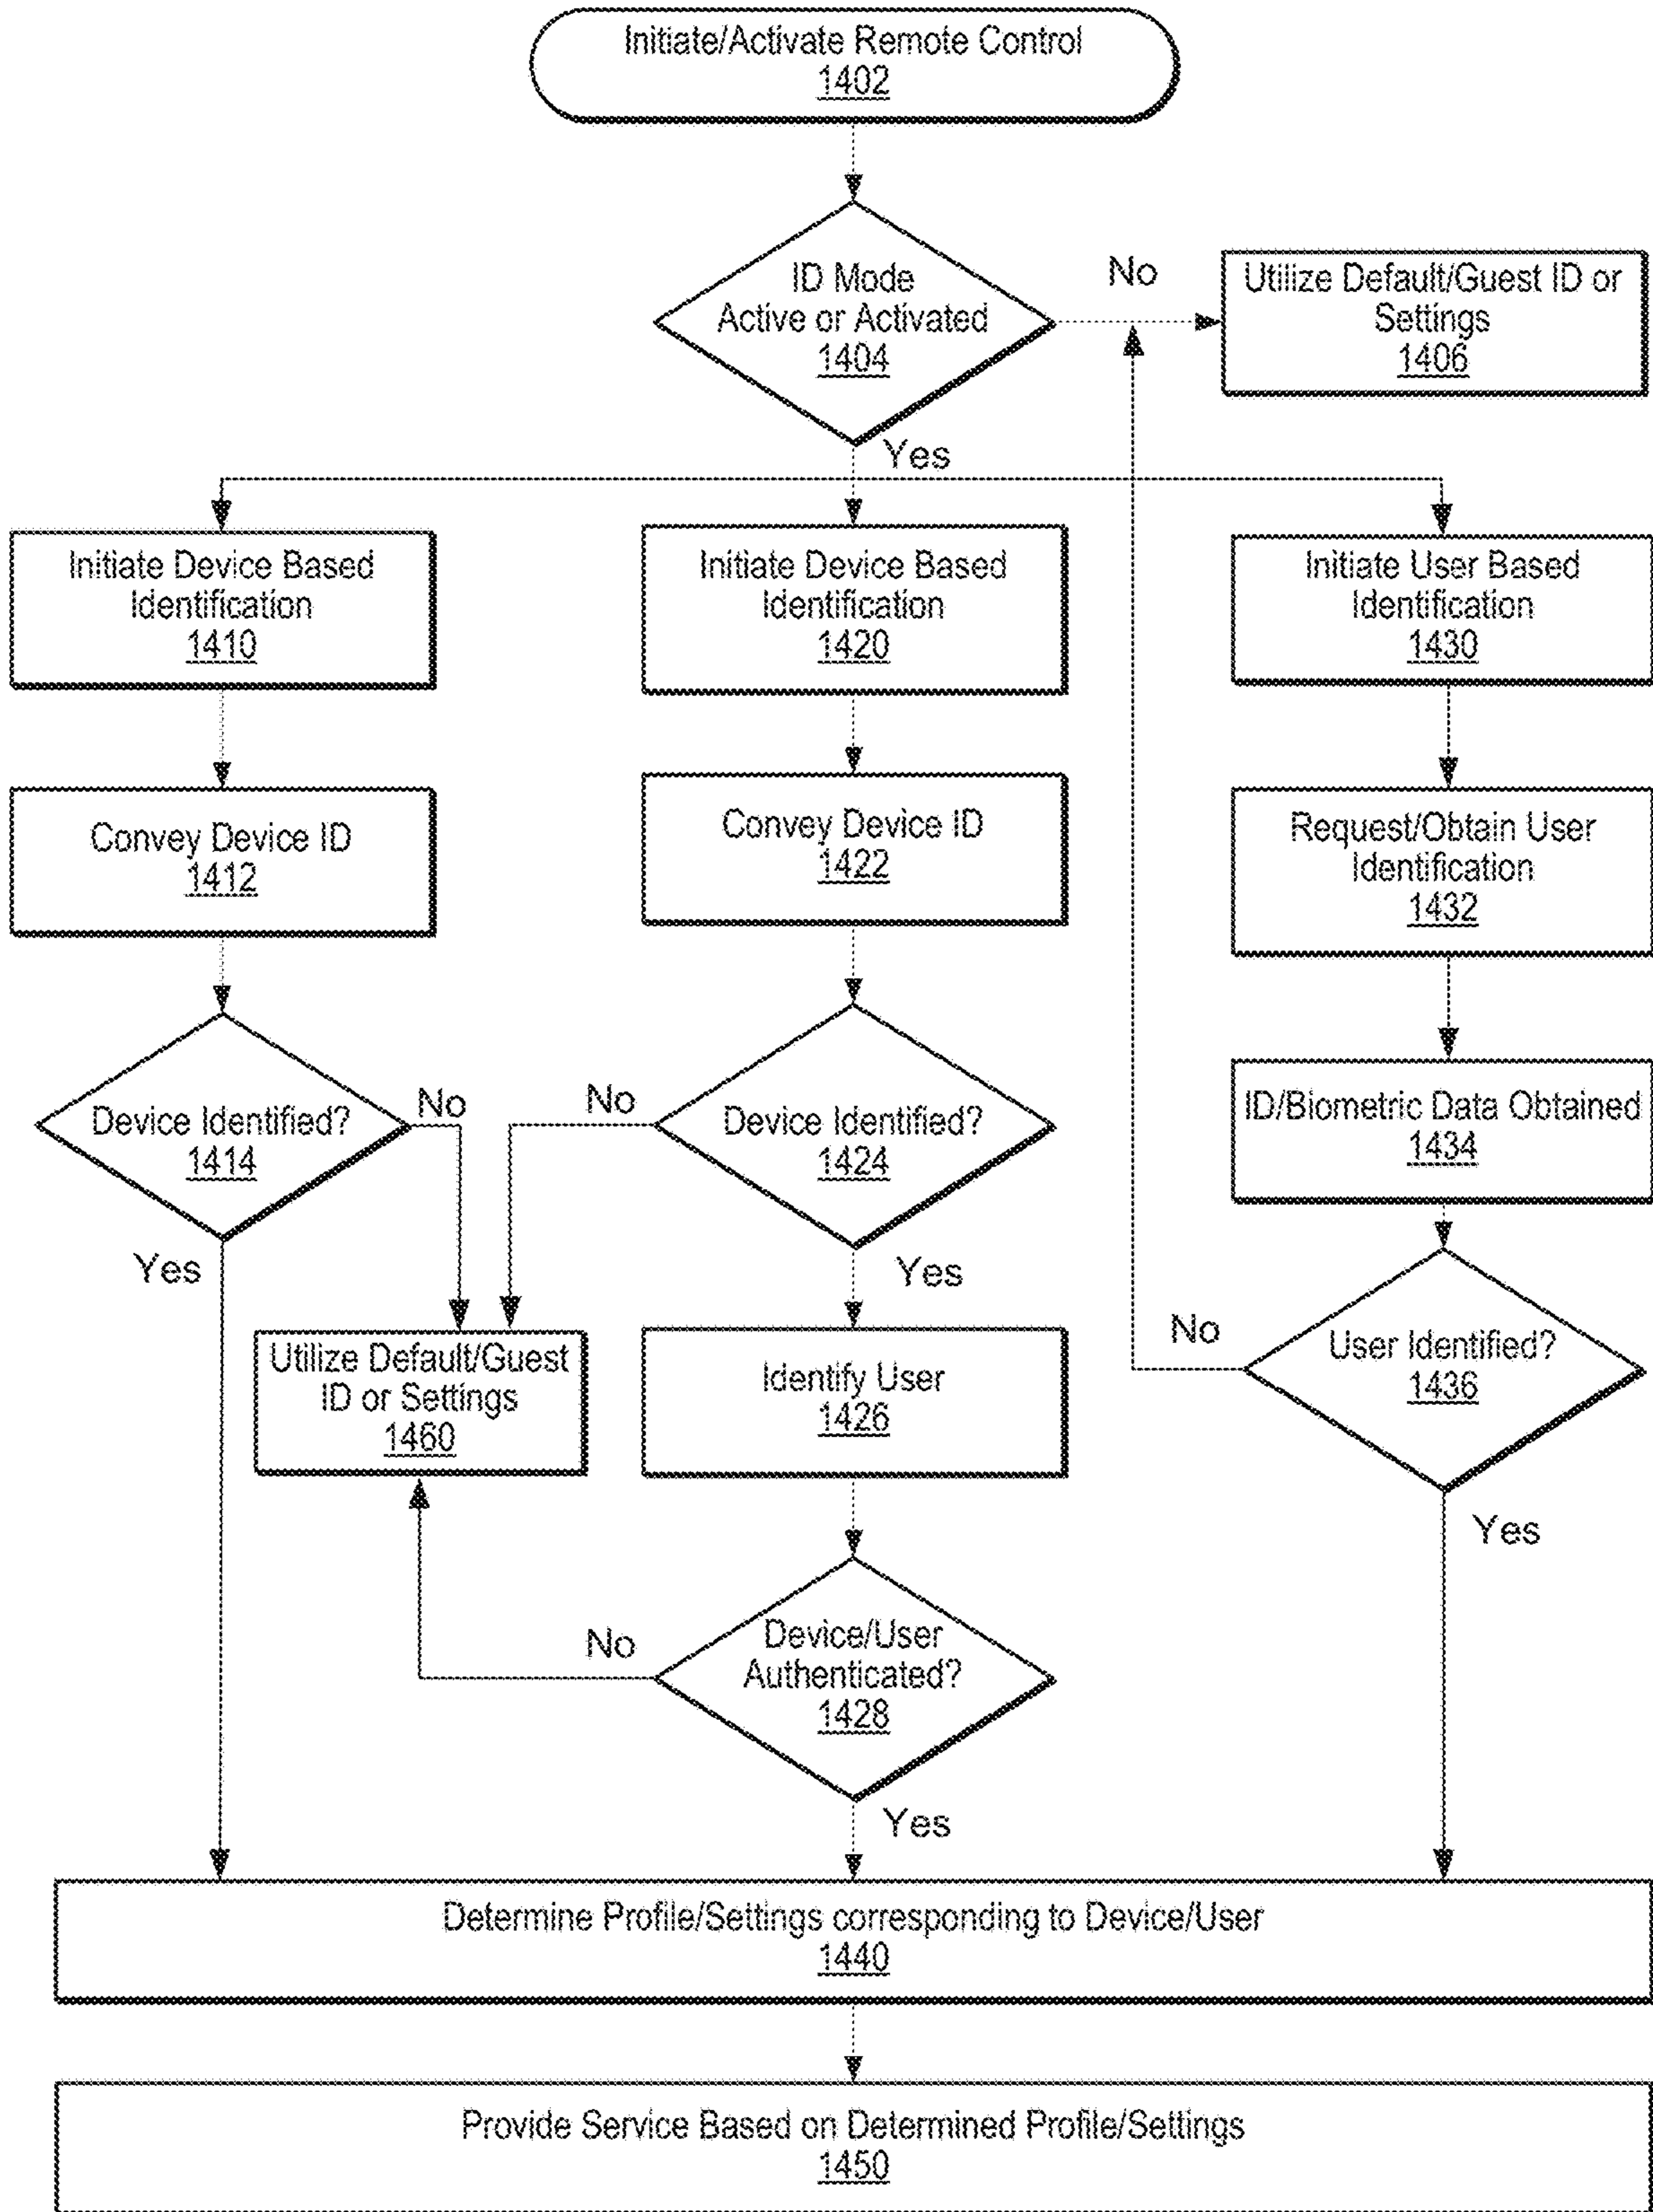 Initiate/Activate Remote Control
1402
ID Mode
Active or Activated
1404
No
Utilize Default/Guest ID or
Settings
1406
Yes
Initiate Device Based
Identification
1410
Initiate Device Based
Identification
1420
Initiate User Based
Identification
1430
Convey Device ID
1412
Convey Device ID
1422
Request/Obtain User
Identification
1432
Device Identified?
1414
No
Yes
No
Device Identified?
1424
Yes
ID/Biometric Data Obtained
1434
Utilize Default/Guest
ID or Settings
1460
Identify User
1426
No
User Identified?
1436
Yes
No
Device/User
Authenticated?
1428
Yes
Determine Profile/Settings corresponding to Device/User
1440
Provide Service Based on Determined Profile/Settings
1450